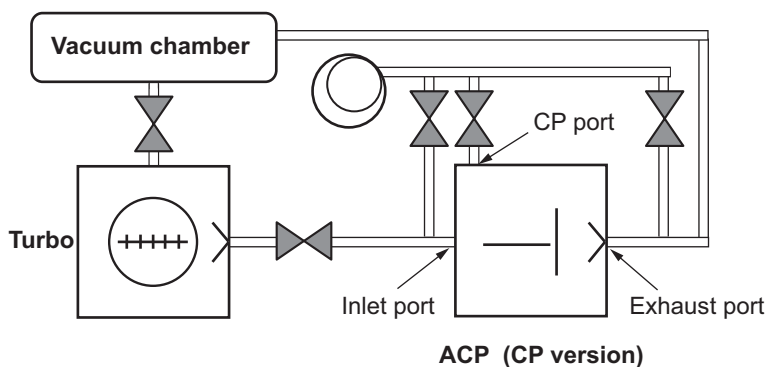 Vacuum chamber
CP port
Turbo
Inlet port
Exhaust port
ACP (CP version)